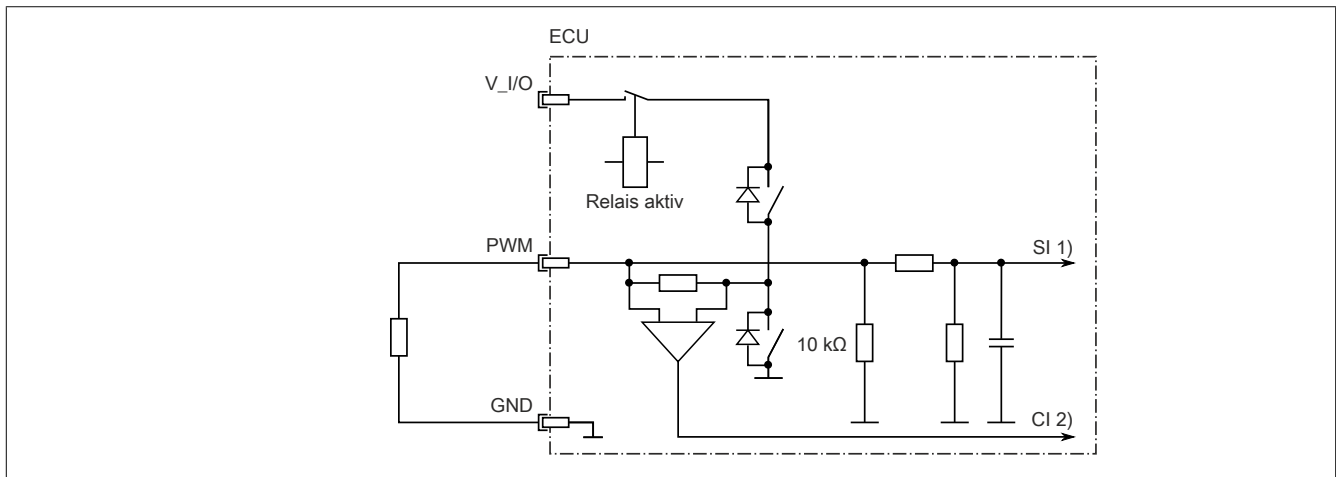 ECU
V_I/O
Relais aktiv
PWM
SI 1)
10 kΩ
GND
CI 2)